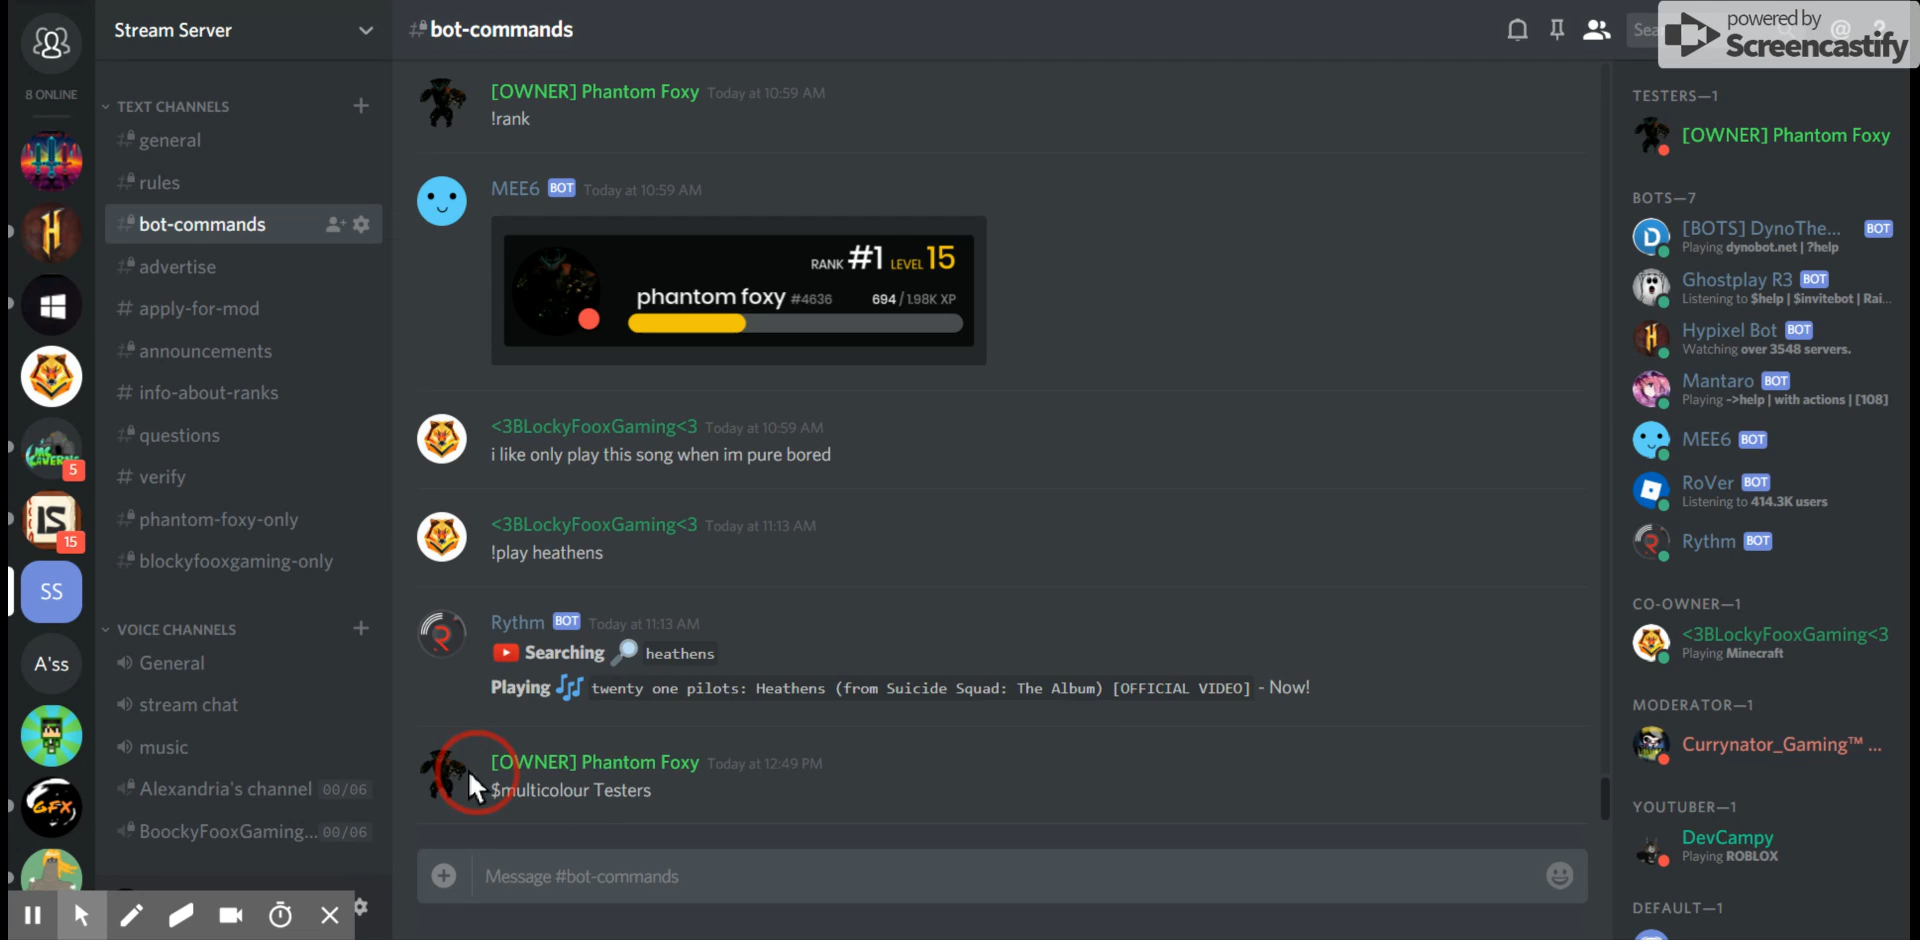 8 ONLINE
5
15
SS
A'ss
GFX
Stream Server
TEXT CHANNELS
general
rules
bot-commands
advertise
apply-for-mod
announcements
info-about-ranks
questions
verify
phantom-foxy-only
blockyfooxgaming-only
VOICE CHANNELS
General
stream chat
music
Alexandria's channel 00/06
BoockyFooxGaming... 00/06
bot-commands
[OWNER] Phantom Foxy Today at 10:59 AM
!rank
MEE6 BOT Today at 10:59 AM
RANK #1 LEVEL 15
phantom foxy #4636 694 / 1.98K XP
<3BLockyFooxGaming<3 Today at 10:59 AM
i like only play this song when im pure bored
<3BLockyFooxGaming<3 Today at 11:13 AM
!play heathens
Rythm BOT Today at 11:13 AM
Searching heathens
Playing twenty one pilots: Heathens (from Suicide Squad: The Album) [OFFICIAL VIDEO] - Now!
[OWNER] Phantom Foxy Today at 12:49 PM
$multicolour Testers
Message #bot-commands
powered by
Screencastify
TESTERS—1
[OWNER] Phantom Foxy
BOTS—7
[BOTS] DynoThe... BOT
Playing dynobot.net | ?help
Ghostplay R3 BOT
Listening to $help | $invitebot | Rai...
Hypixel Bot BOT
Watching over 3548 servers.
Mantaro BOT
Playing ->help | with actions | [108]
MEE6 BOT
RoVer BOT
Listening to 414.3K users
Rythm BOT
CO-OWNER—1
<3BLockyFooxGaming<3
Playing Minecraft
MODERATOR—1
Currynator_Gaming™ ...
YOUTUBER—1
DevCampy
Playing ROBLOX
DEFAULT—1